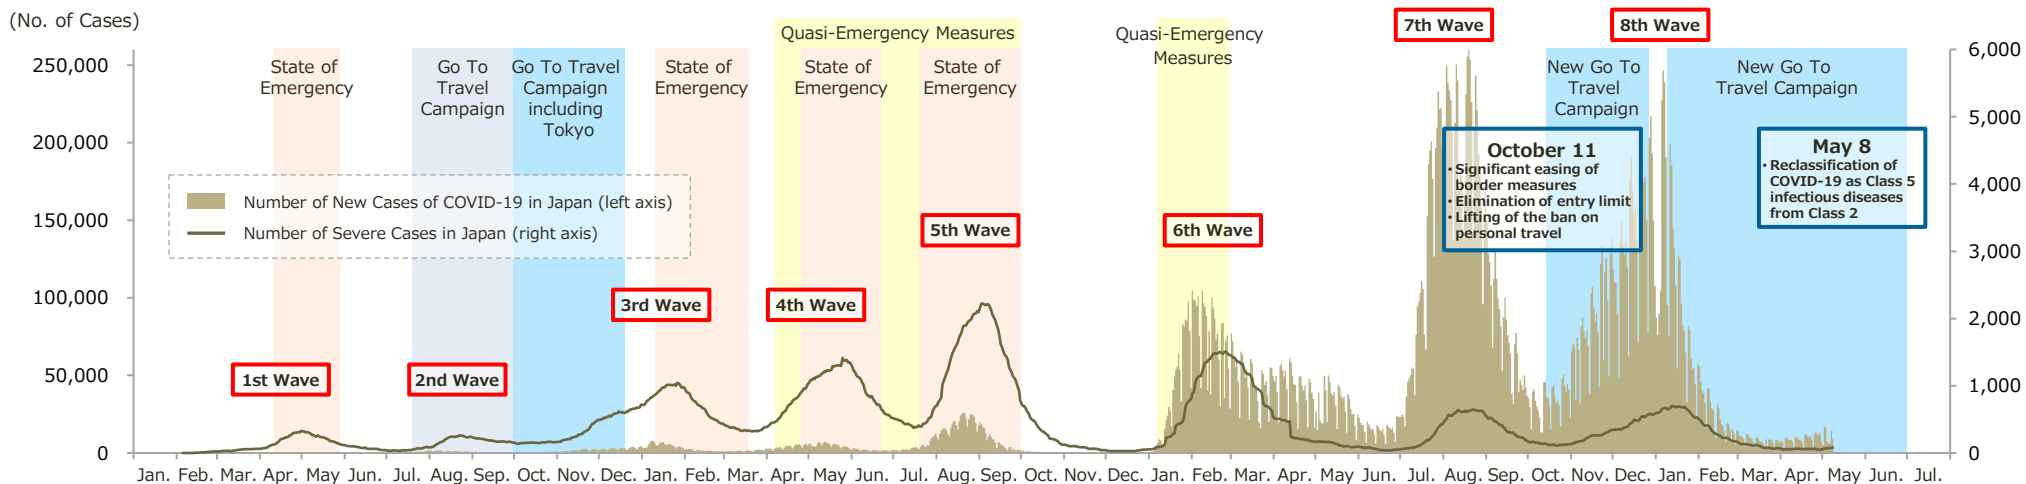 (No. of Cases)
7th Wave
8th Wave
Quasi-Emergency Measures
Quasi-Emergency
Measures
250,000
200,000
150,000
100,000
50,000
0
6,000
5,000
4,000
3,000
2,000
1,000
0
State of
Emergency
Go To
Travel
Campaign
Go To Travel
Campaign
including
Tokyo
State of
Emergency
State of
Emergency
State of
Emergency
New Go To
Travel
Campaign
New Go To
Travel Campaign
October 11
・Significant easing of
border measures
・Elimination of entry limit
・Lifting of the ban on
personal travel
May 8
・Reclassification of
COVID-19 as Class 5
infectious diseases
from Class 2
Number of New Cases of COVID-19 in Japan (left axis)
Number of Severe Cases in Japan (right axis)
1st Wave
2nd Wave
3rd Wave
4th Wave
5th Wave
6th Wave
Jan. Feb. Mar. Apr. May Jun. Jul. Aug. Sep. Oct. Nov. Dec. Jan. Feb. Mar. Apr. May Jun. Jul. Aug. Sep. Oct. Nov. Dec. Jan. Feb. Mar. Apr. May Jun. Jul. Aug. Sep. Oct. Nov. Dec. Jan. Feb. Mar. Apr. May Jun. Jul.